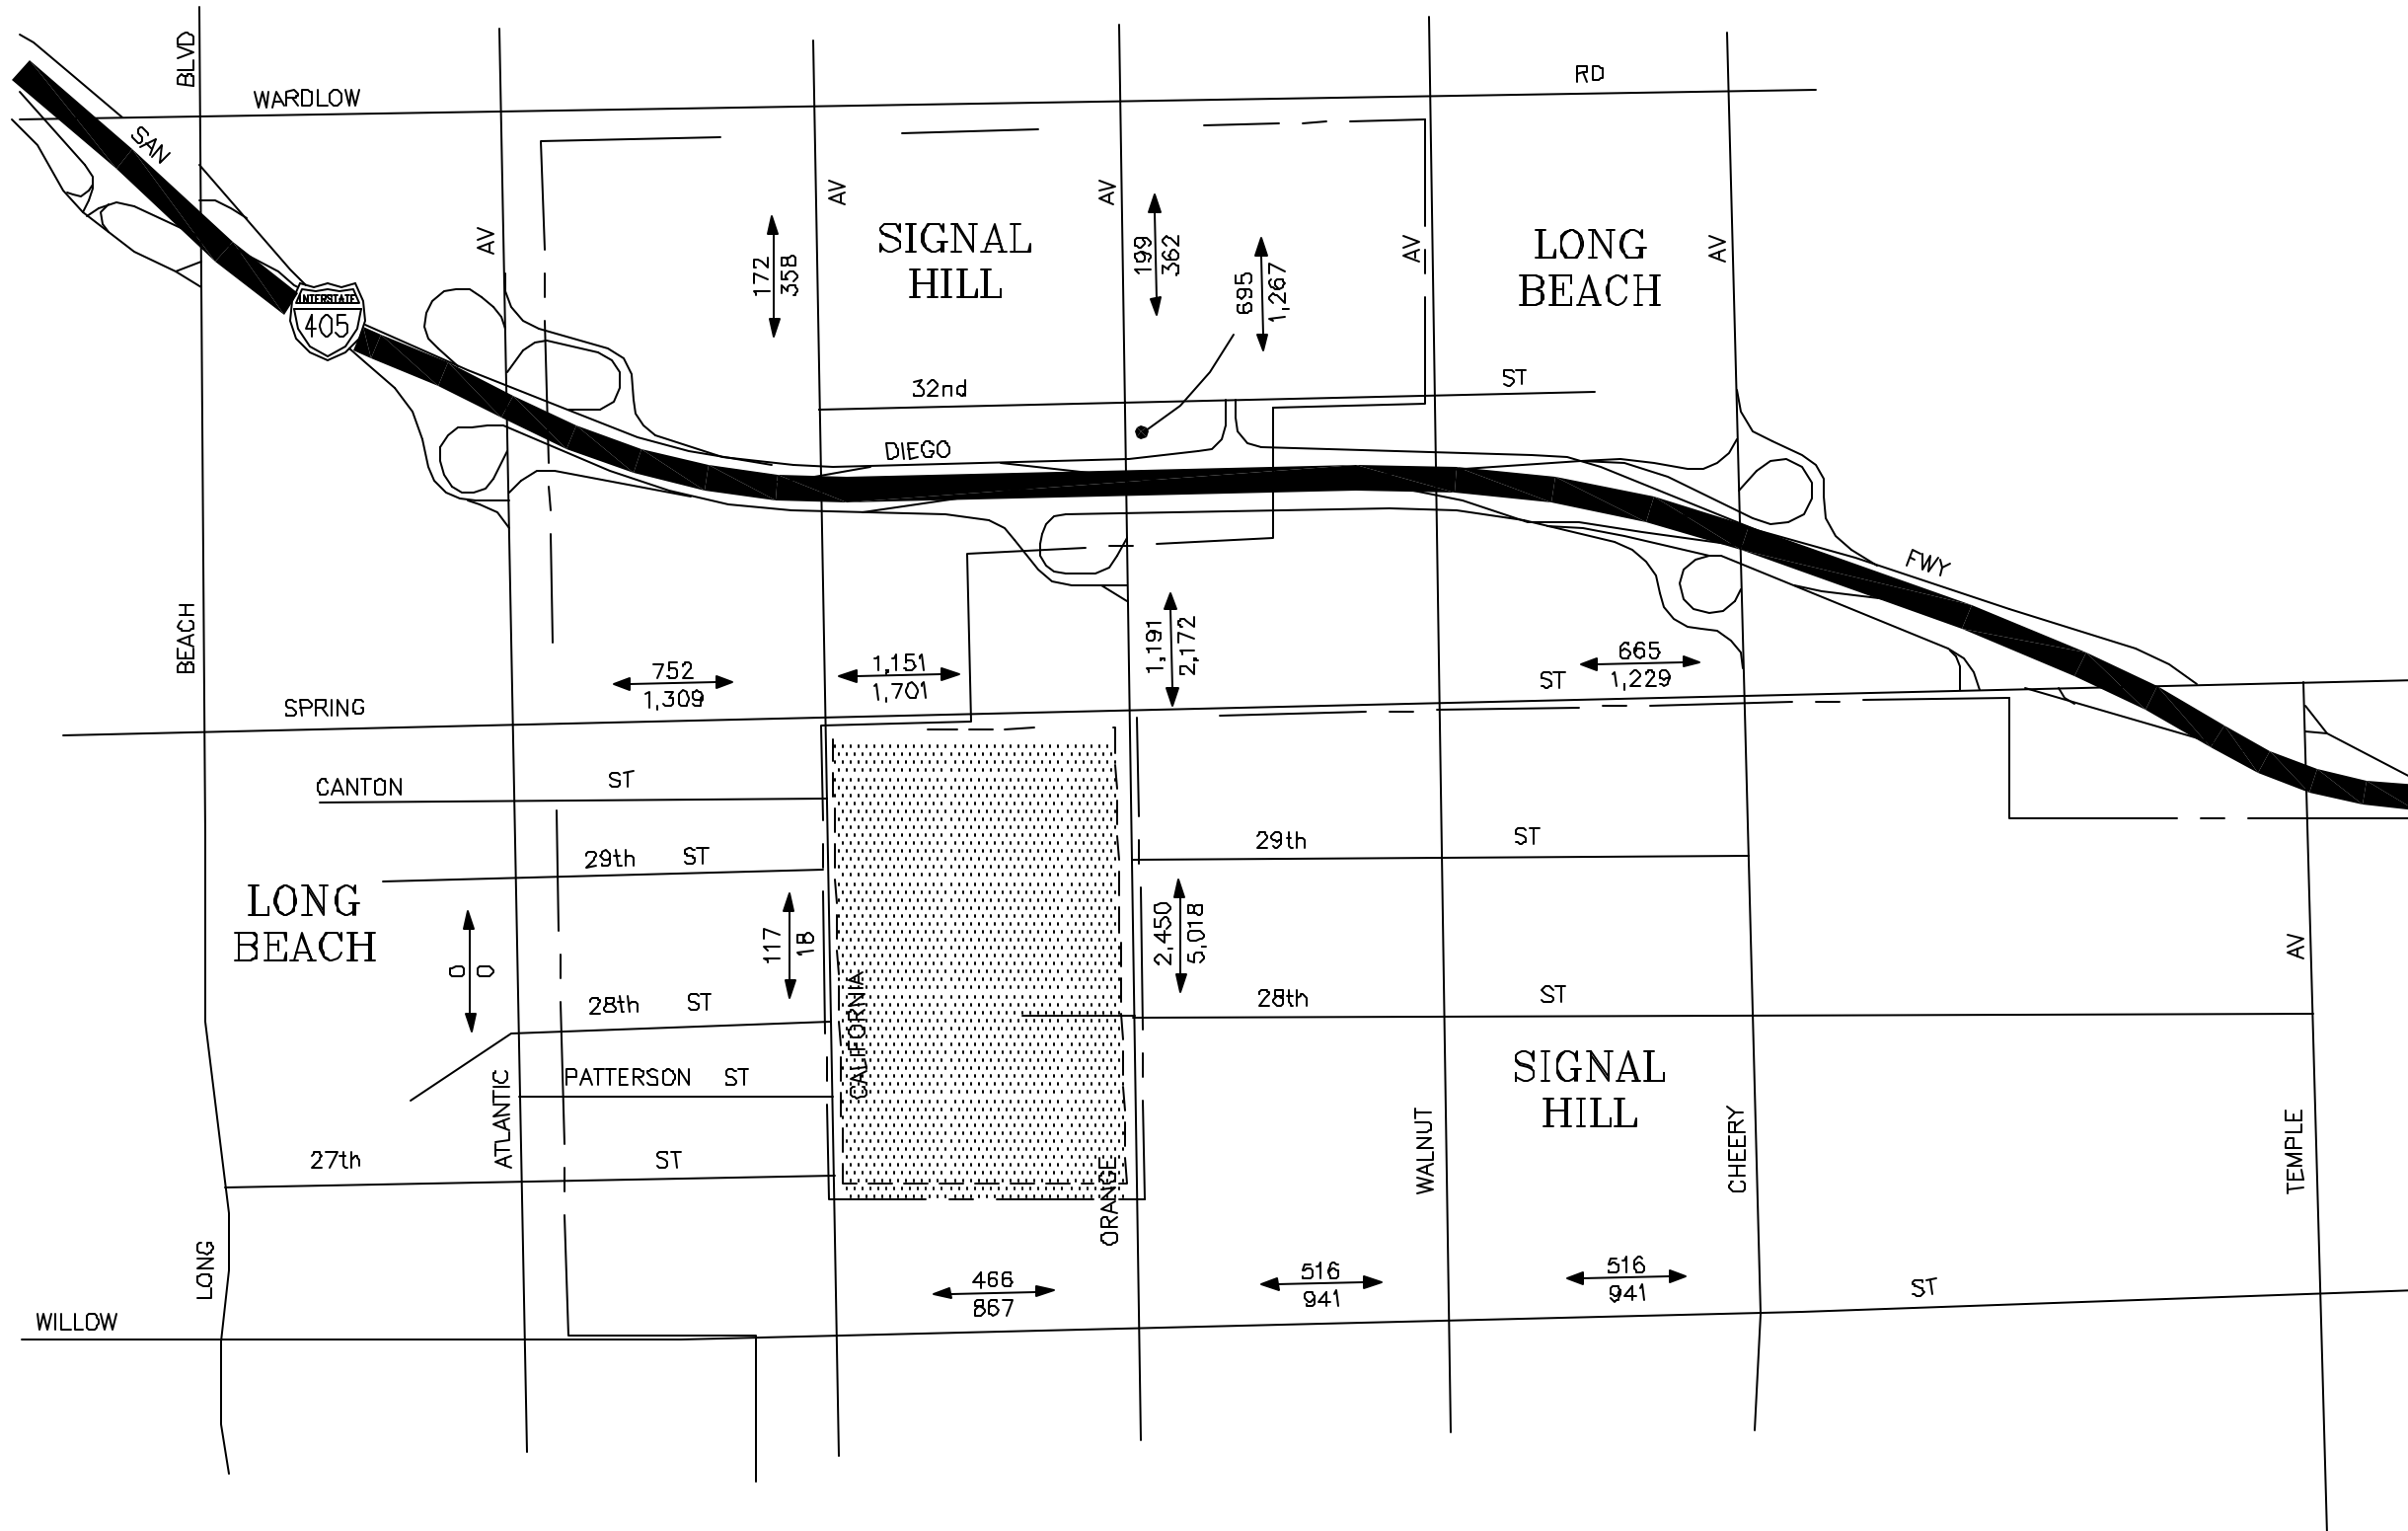 BLVD
WARDLOW
RD
SAN
AV
AV
AV
AV
AV
SIGNAL
HILL
LONG
BEACH
172
358
199
362
695
1,267
INTERSTATE
405
32nd
ST
DIEGO
FWY
BEACH
752
1,309
1,151
1,701
1,191
2,172
665
1,229
SPRING
ST
CANTON
ST
29th
ST
29th
ST
LONG
BEACH
0
0
117
18
2,450
5,018
AV
28th
ST
28th
ST
CALIFORNIA
SIGNAL
HILL
PATTERSON
ST
ATLANTIC
27th
ST
ORANGE
WALNUT
CHEERY
TEMPLE
LONG
466
867
516
941
516
941
WILLOW
ST